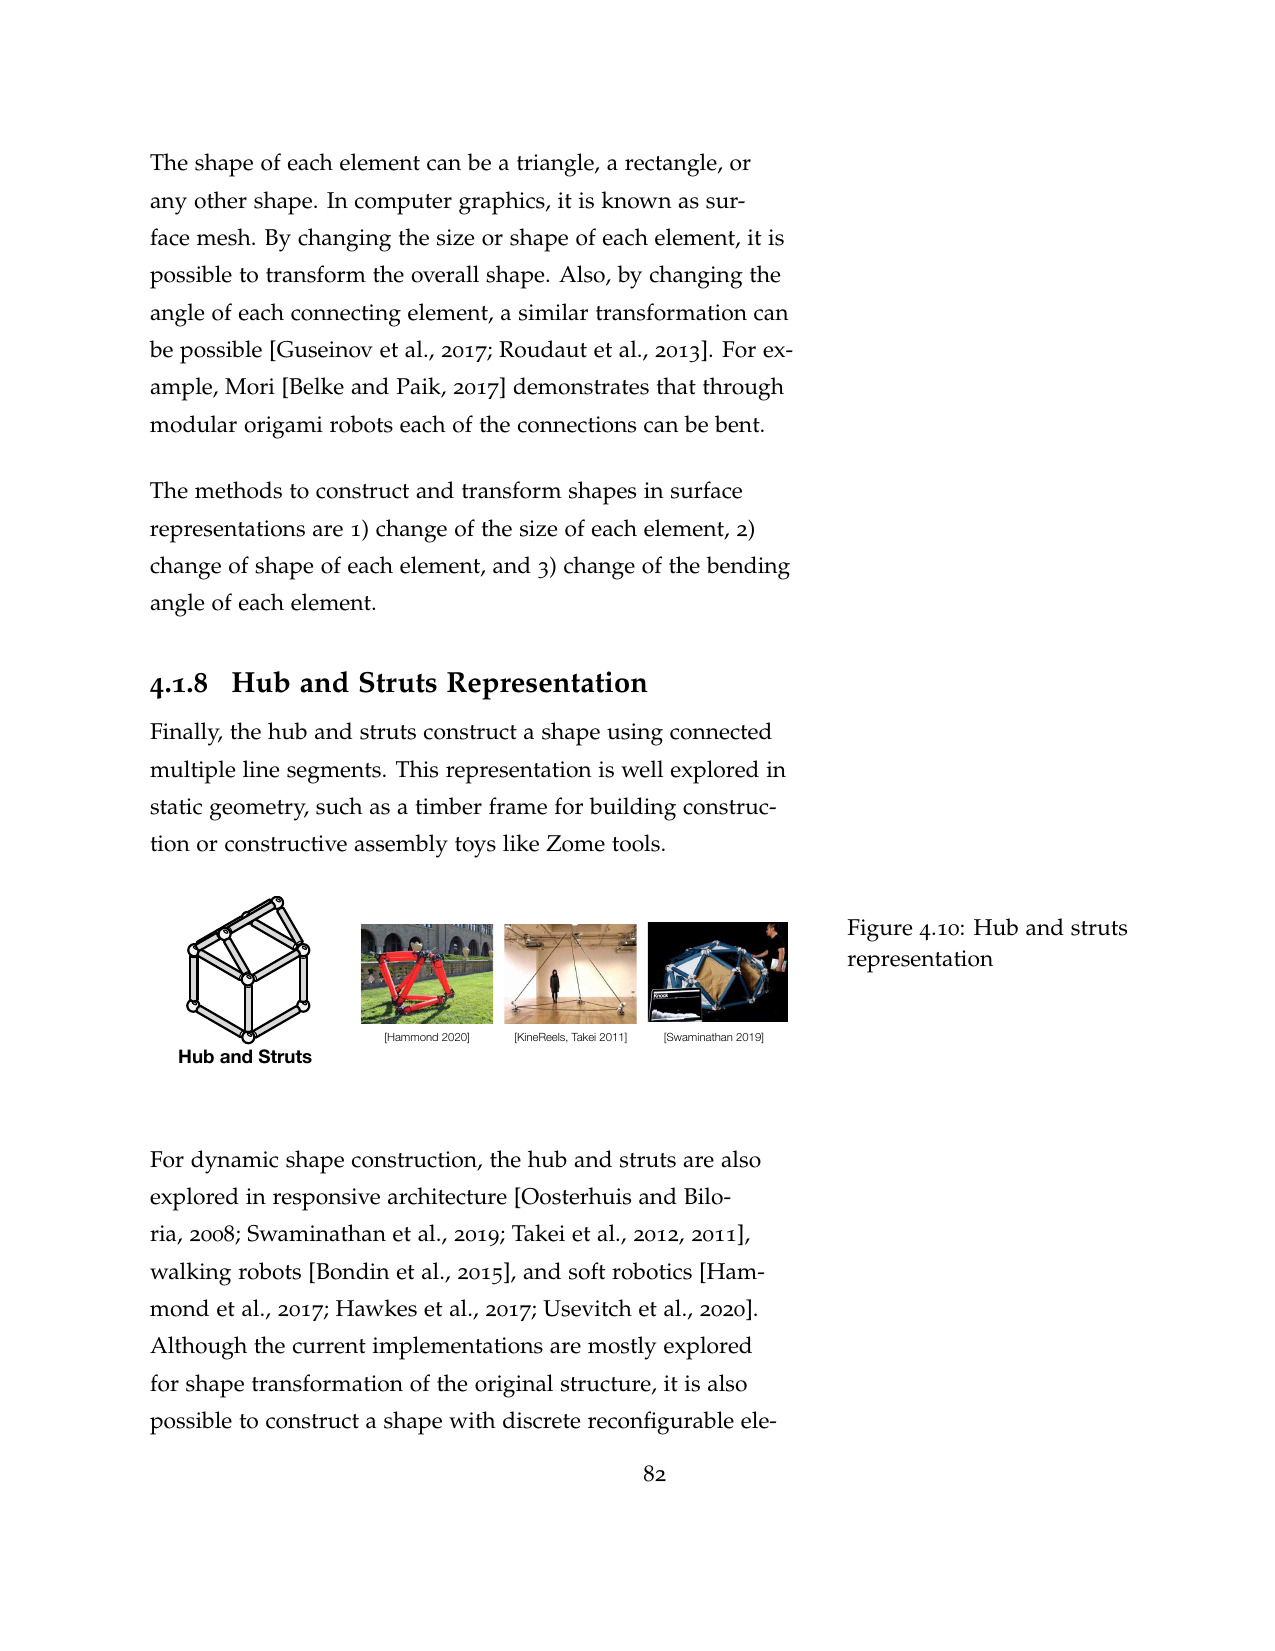 The shape of each element can be a triangle, a rectangle, or
any other shape. In computer graphics, it is known as sur-
face mesh. By changing the size or shape of each element, it is
possible to transform the overall shape. Also, by changing the
angle of each connecting element, a similar transformation can
be possible [Guseinov et al., 2017; Roudaut et al., 2013]. For ex-
ample, Mori [Belke and Paik, 2017] demonstrates that through
modular origami robots each of the connections can be bent.
The methods to construct and transform shapes in surface
representations are 1) change of the size of each element, 2)
change of shape of each element, and 3) change of the bending
angle of each element.
4.1.8 Hub and Struts Representation
Finally, the hub and struts construct a shape using connected
multiple line segments. This representation is well explored in
static geometry, such as a timber frame for building construc-
tion or constructive assembly toys like Zome tools.
Hub and Struts
[Hammond 2020]
[KineReels, Takei 2011]
Knock
[Swaminathan 2019]
Figure 4.10: Hub and struts
representation
For dynamic shape construction, the hub and struts are also
explored in responsive architecture [Oosterhuis and Bilo-
ria, 2008; Swaminathan et al., 2019; Takei et al., 2012, 2011],
walking robots [Bondin et al., 2015], and soft robotics [Ham-
mond et al., 2017; Hawkes et al., 2017; Usevitch et al., 2020].
Although the current implementations are mostly explored
for shape transformation of the original structure, it is also
possible to construct a shape with discrete reconfigurable ele-
82